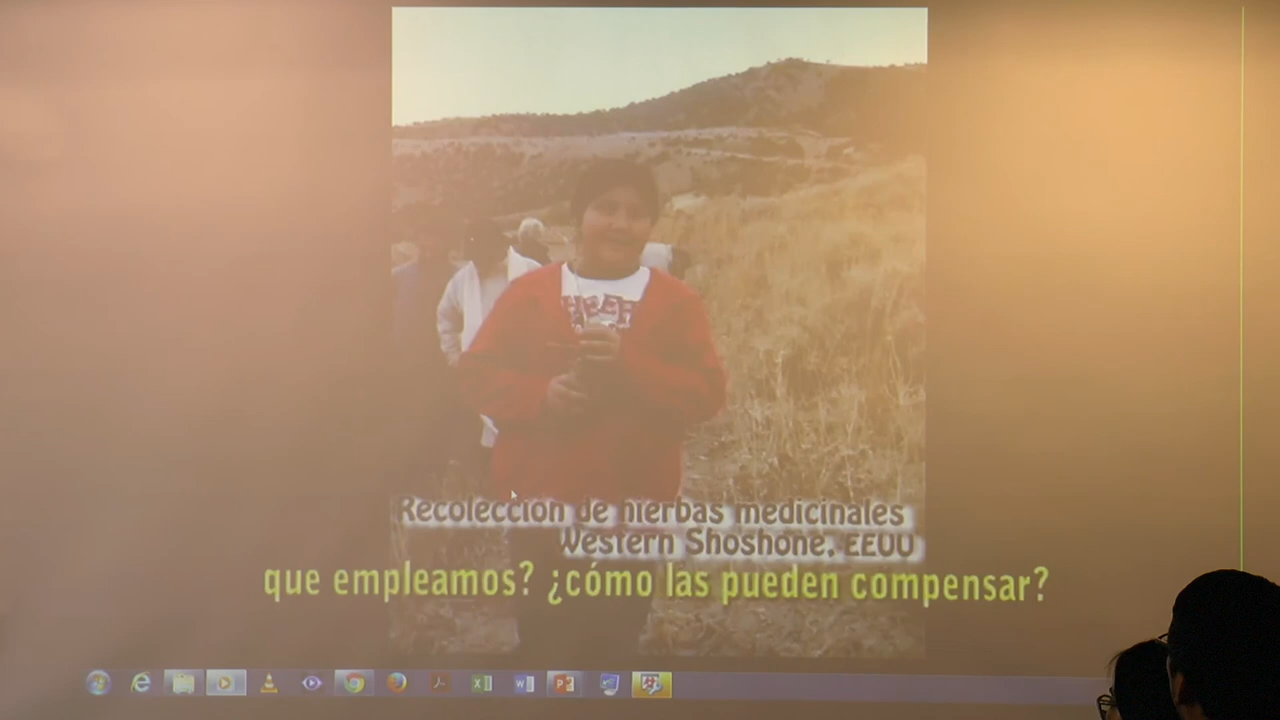 Recolección de hierbas medicinales
Western Shoshone, EEUU
que empleamos? ¿cómo las pueden compensar?